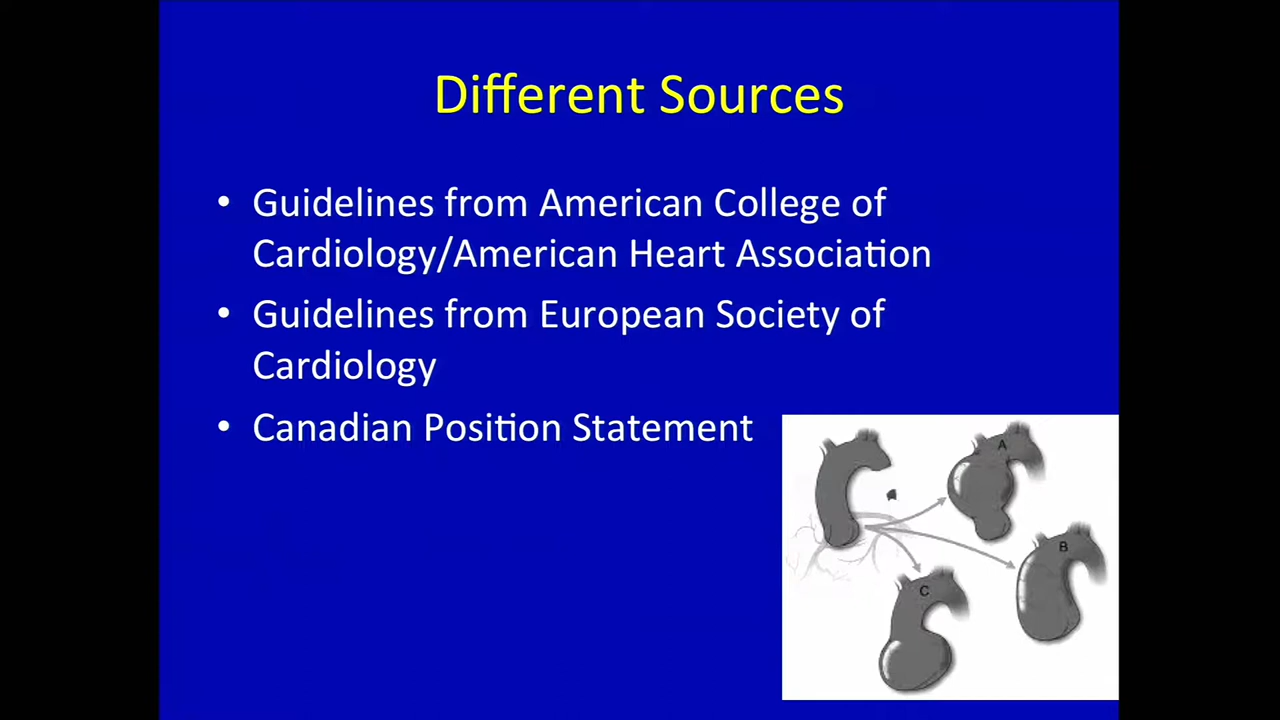 Different Sources
• Guidelines from American College of
Cardiology/American Heart Association
• Guidelines from European Society of
Cardiology
• Canadian Position Statement
A
B
C